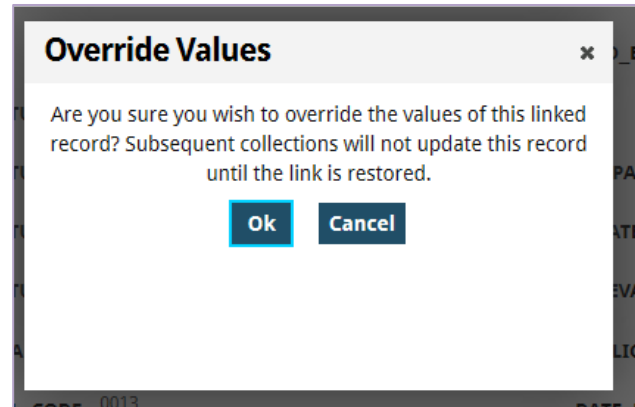 Override Values ×
Are you sure you wish to override the values of this linked
record? Subsequent collections will not update this record
until the link is restored.
Ok Cancel
CODE 0013